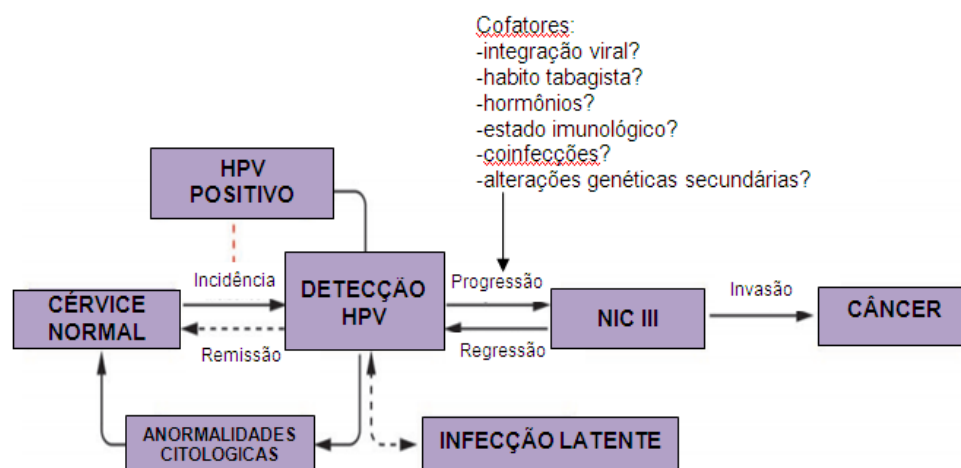 Cofatores:
-integração viral?
-habito tabagista?
-hormônios?
-estado imunológico?
-coinfecções?
-alterações genéticas secundárias?
HPV
POSITIVO
Incidência
DETECÇÃO
HPV
Progressão
Invasão
CÉRVICE
NORMAL
NIC III
CÂNCER
Remissão
Regressão
ANORMALIDADES
CITOLOGICAS
INFECÇÃO LATENTE